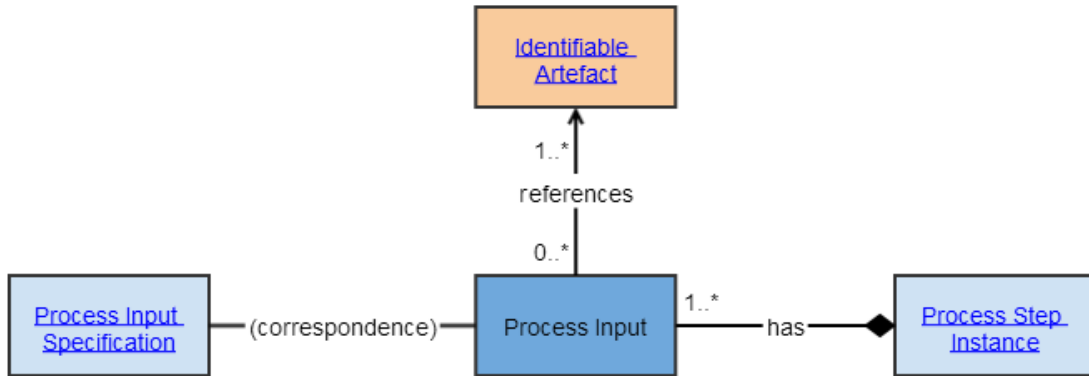 Identifiable
Artefact
1..*
references
0..*
Process Input
Specification
(correspondence)
Process Input
1..*
has
Process Step
Instance